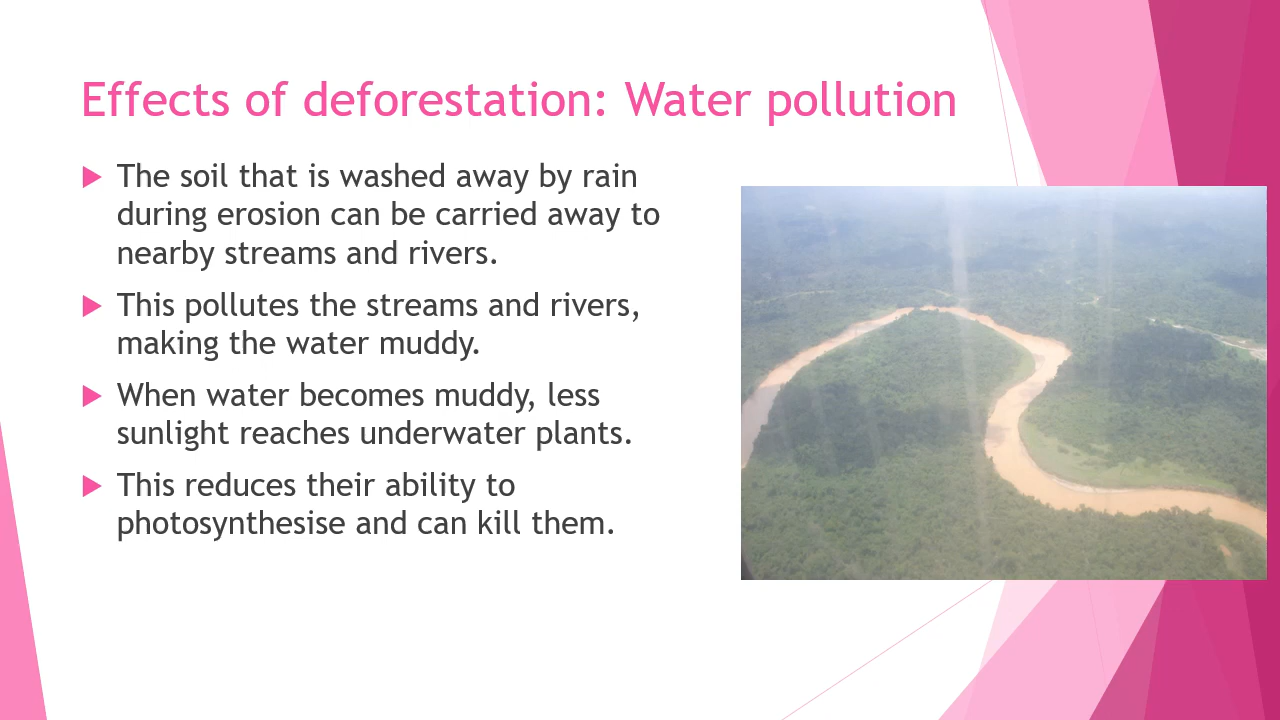 Effects of deforestation: Water pollution
The soil that is washed away by rain
during erosion can be carried away to
nearby streams and rivers.
This pollutes the streams and rivers,
making the water muddy.
When water becomes muddy, less
sunlight reaches underwater plants.
This reduces their ability to
photosynthesise and can kill them.